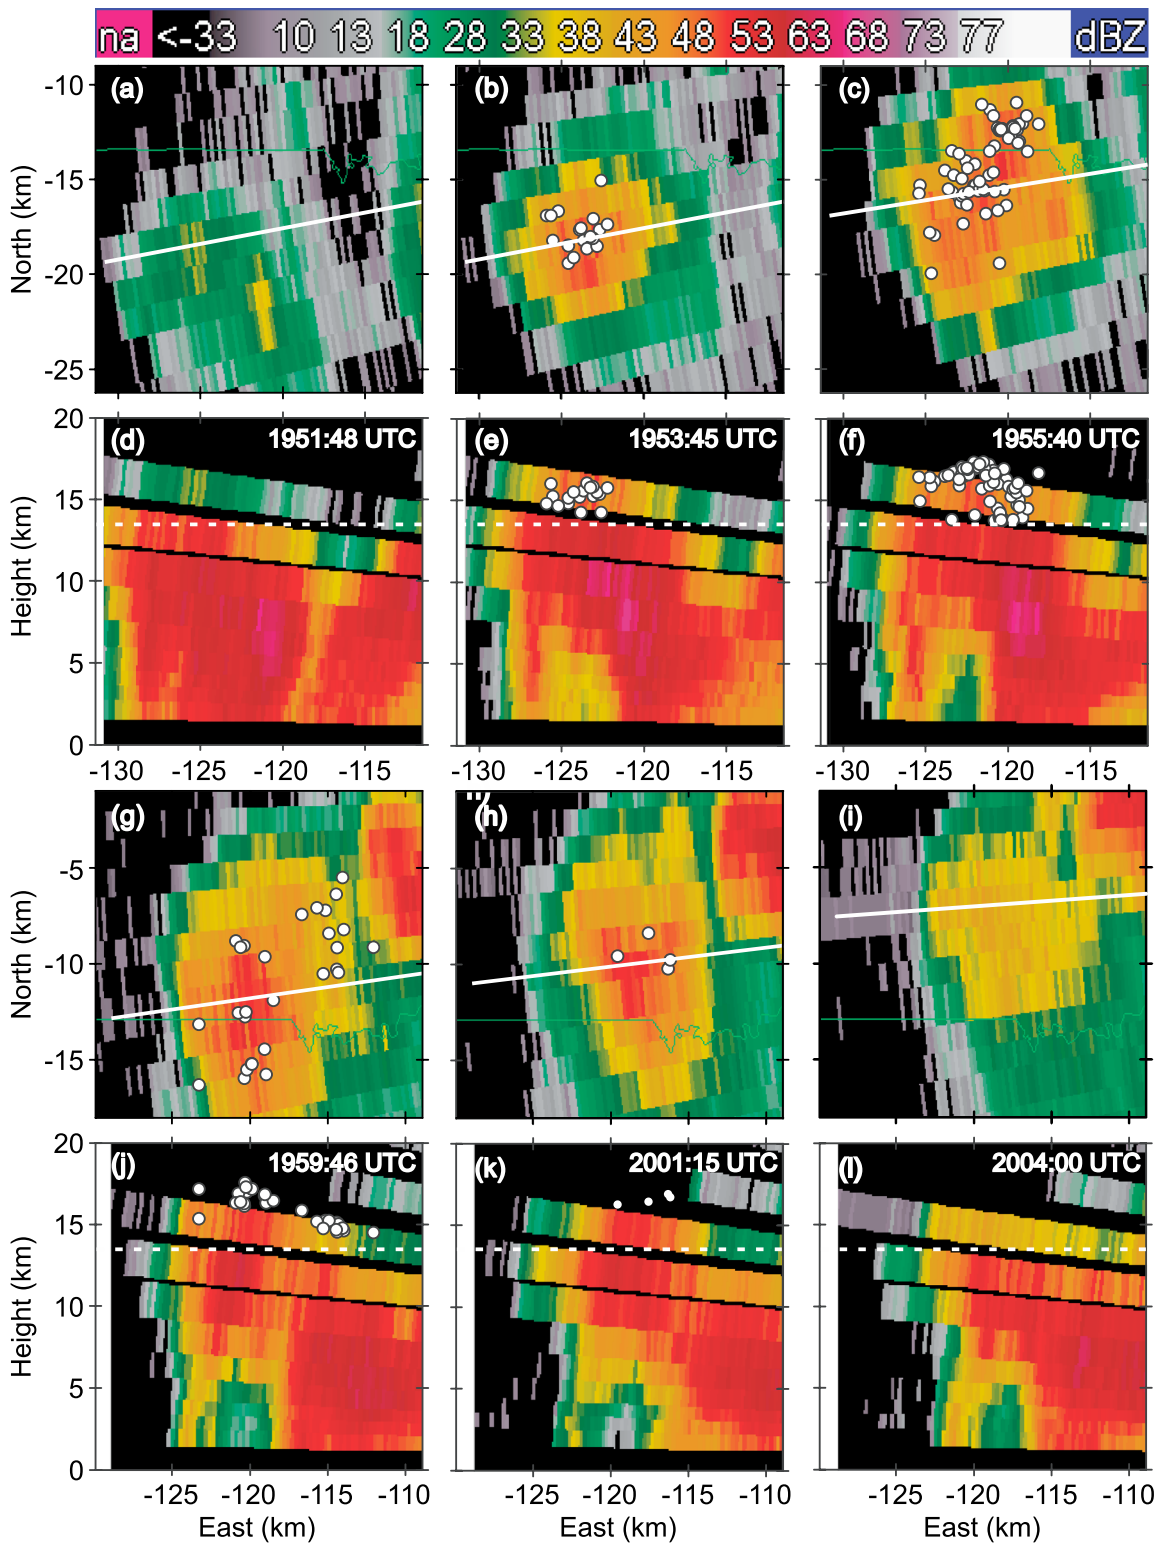 na <-33 10 13 18 28 33 38 43 48 53 63 68 73 77 dBZ
(a) (b) (c)
-10
-15
-20
-25
North (km)
(d) 1951:48 UTC (e) 1953:45 UTC (f) 1955:40 UTC
20
15
10
5
0
Height (km)
-130 -125 -120 -115 -130 -125 -120 -115 -130 -125 -120 -115
(g) (h) (i)
-5
-10
-15
North (km)
(j) 1959:46 UTC (k) 2001:15 UTC (l) 2004:00 UTC
20
15
10
5
0
Height (km)
-125 -120 -115 -110 -125 -120 -115 -110 -125 -120 -115 -110
East (km) East (km) East (km)